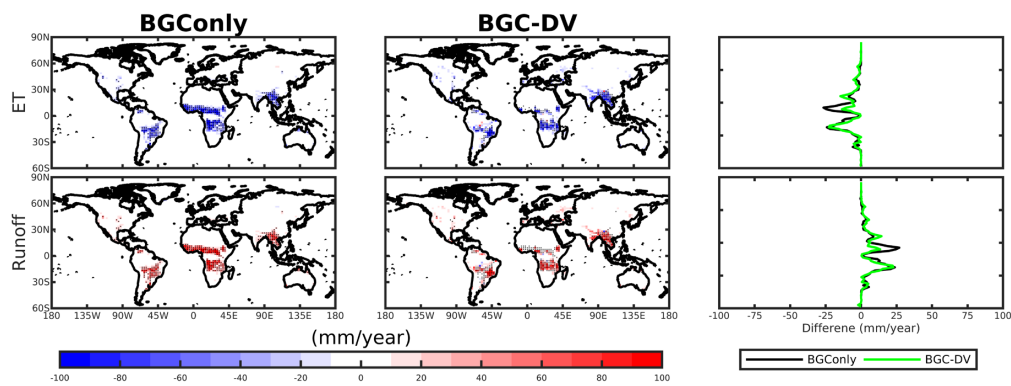 BGConly BGC-DV
ET
90N
60N
30N
0
30S
60S
Runoff
90N
60N
30N
0
30S
60S
180 135W 90W 45W 0 45E 90E 135E 180
180 135W 90W 45W 0 45E 90E 135E 180
-100 -75 -50 -25 0 25 50 75 100
Differene (mm/year)
(mm/year)
-100 -80 -60 -40 -20 0 20 40 60 80 100
BGConly BGC-DV